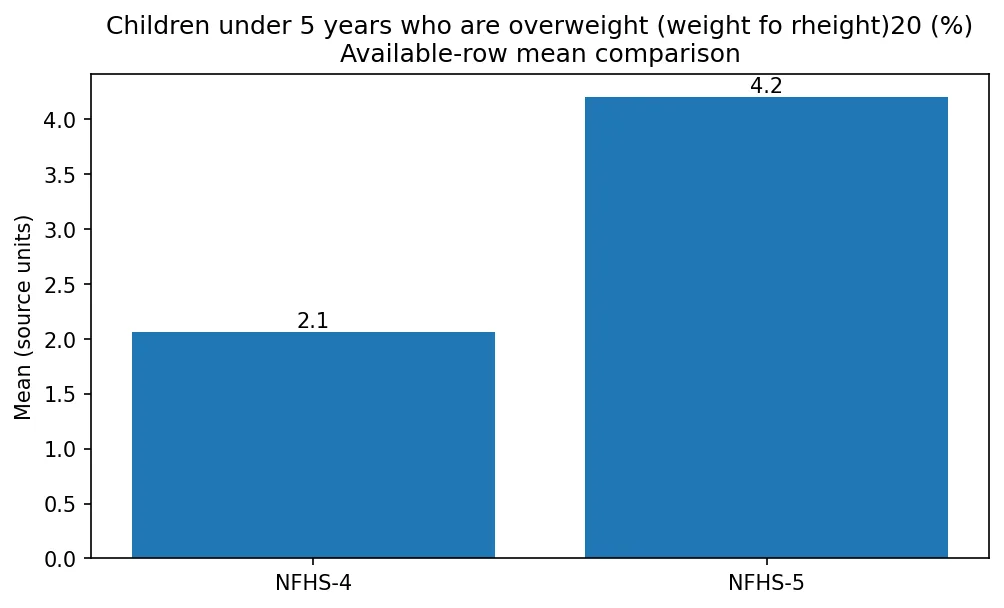 Children under 5 years who are overweight (weight fo rheight)20 (%)
Available-row mean comparison
Mean (source units)
4.0
3.5
3.0
2.5
2.0
1.5
1.0
0.5
0.0
2.1
4.2
NFHS-4
NFHS-5